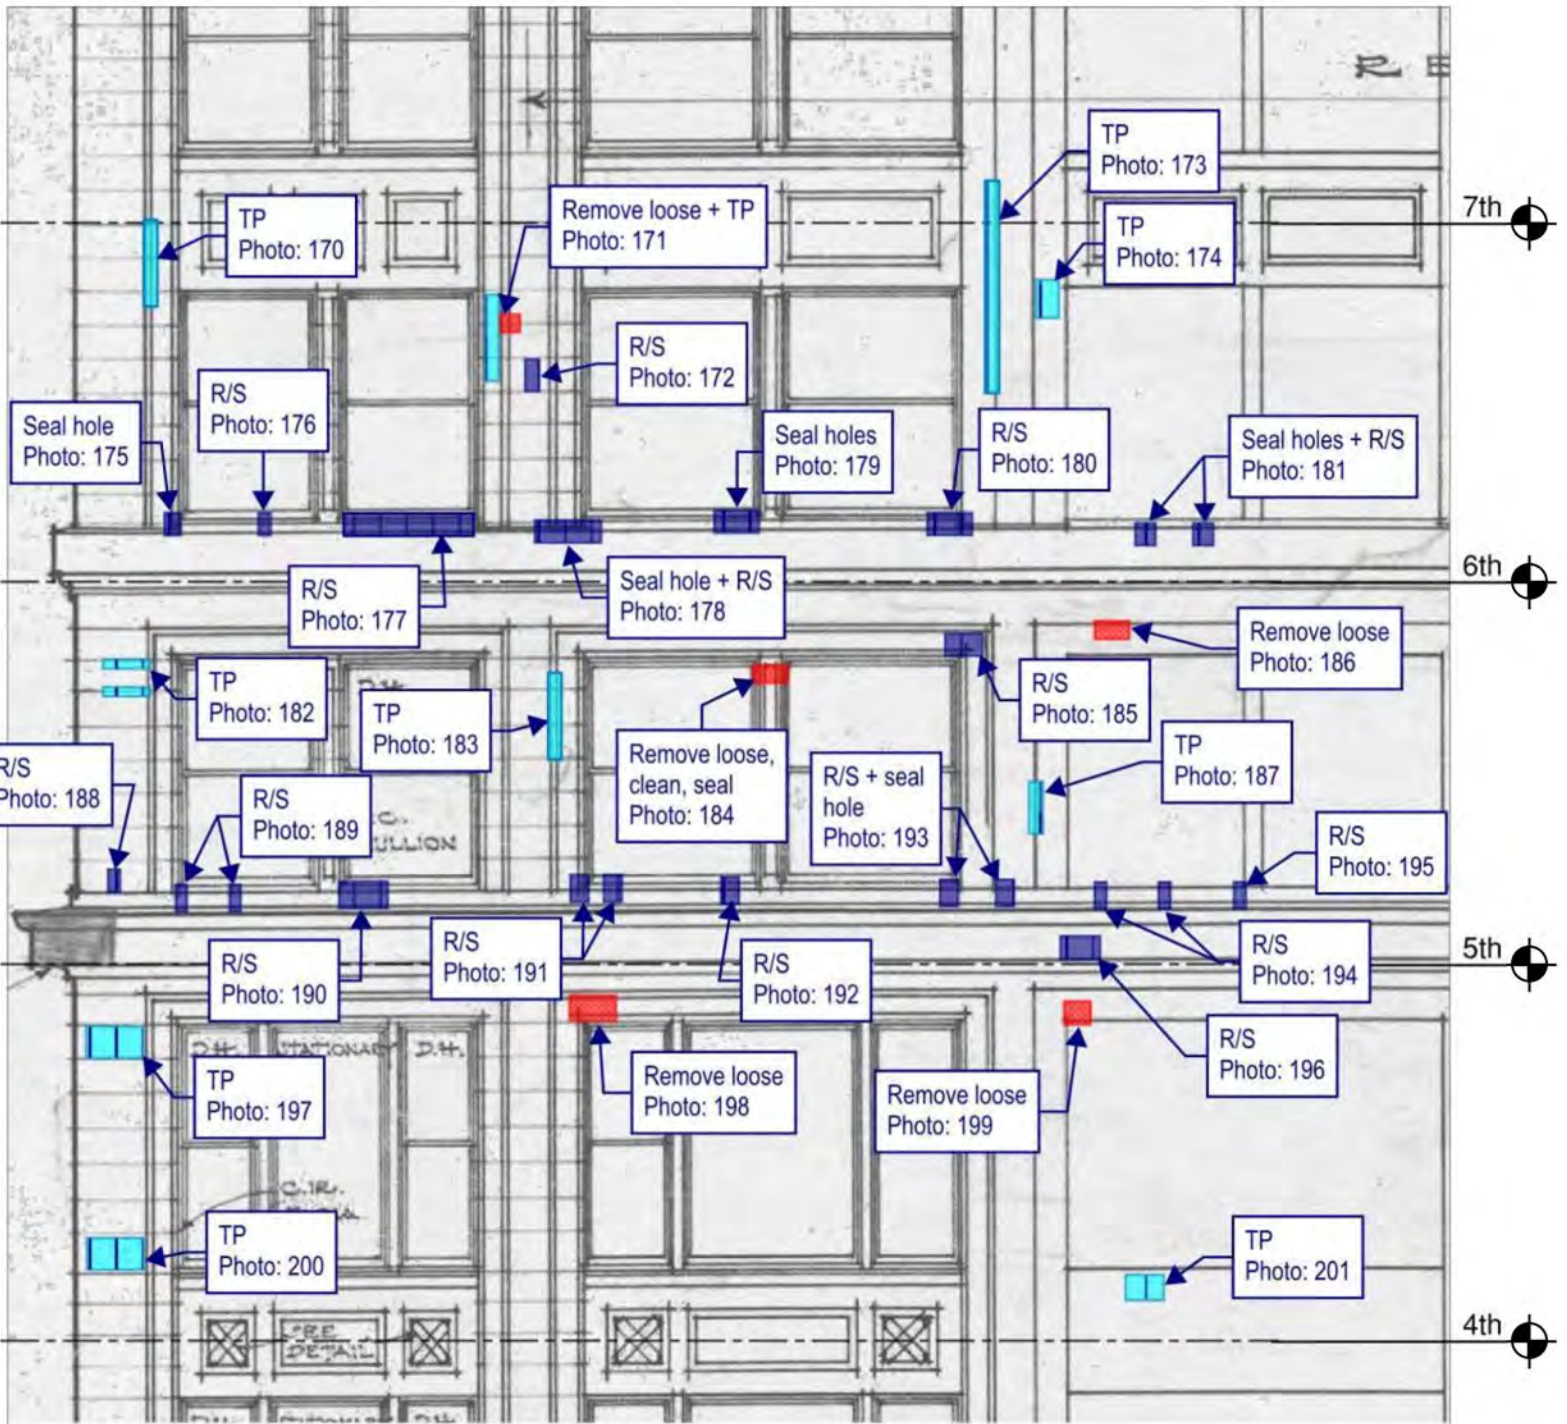 R E
TP
Photo: 173
7th
TP
Photo: 170
Remove loose + TP
Photo: 171
TP
Photo: 174
R/S
Photo: 172
R/S
Photo: 176
Seal hole
Photo: 175
Seal holes
Photo: 179
R/S
Photo: 180
Seal holes + R/S
Photo: 181
6th
R/S
Photo: 177
Seal hole + R/S
Photo: 178
Remove loose
Photo: 186
TP
Photo: 182
D.H.
TP
Photo: 183
R/S
Photo: 185
Remove loose,
clean, seal
Photo: 184
R/S + seal
hole
Photo: 193
TP
Photo: 187
R/S
Photo: 188
R/S
Photo: 189
C.
ULLION
R/S
Photo: 195
R/S
Photo: 190
R/S
Photo: 191
R/S
Photo: 192
R/S
Photo: 194
5th
D.H. STATIONARY D.H.
TP
Photo: 197
Remove loose
Photo: 198
Remove loose
Photo: 199
R/S
Photo: 196
TP
Photo: 200
TP
Photo: 201
4th
SEE
DETAIL